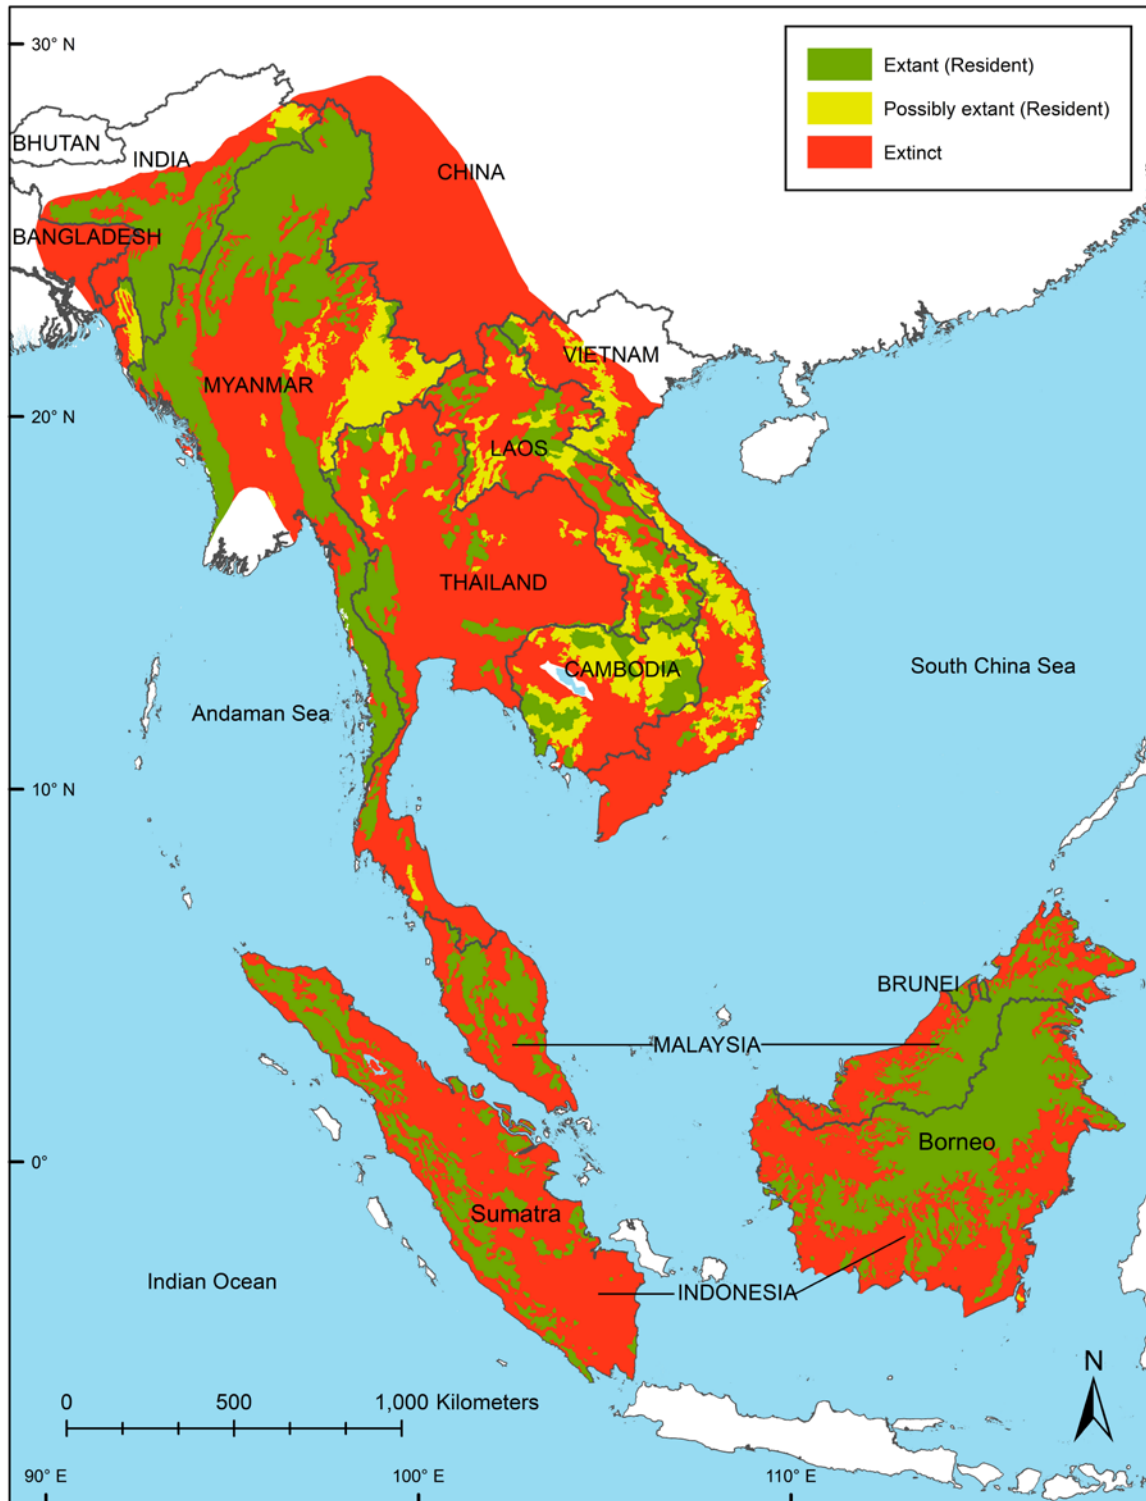 30° N
Extant (Resident)
Possibly extant (Resident)
Extinct
BHUTAN
INDIA
CHINA
BANGLADESH
VIETNAM
MYANMAR
20° N
LAOS
THAILAND
CAMBODIA
South China Sea
Andaman Sea
10° N
BRUNEI
MALAYSIA
Borneo
0°
Sumatra
Indian Ocean
INDONESIA
N
0 500 1,000 Kilometers
90° E 100° E 110° E